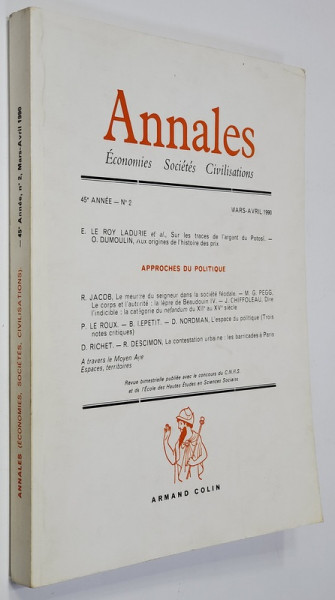 ANNALES (ÉCONOMIES, SOCIÉTÉS, CIVILISATIONS) — 45e Année, n° 2, Mars-Avril 1990
Annales
Économies Sociétés Civilisations
45e ANNÉE — N° 2
MARS-AVRIL 1990
E. LE ROY LADURIE et al., Sur les traces de l'argent du Potosi. —
O. DUMOULIN, Aux origines de l'histoire des prix
APPROCHES DU POLITIQUE
R. JACOB, Le meurtre du seigneur dans la société féodale. — M. G. PEGG,
Le corps et l'autorité : la lèpre de Beaudouin IV. — J. CHIFFOLEAU, Dire
l'indicible : la catégorie du nefandum du XIIe au XVe siècle
P. LE ROUX. — B. LEPETIT. — D. NORDMAN, L'espace du politique (Trois
notes critiques)
D. RICHET. — R. DESCIMON, La contestation urbaine : les barricades à Paris
A travers le Moyen Age
Espaces, territoires
Revue bimestrielle publiée avec le concours du C.N.R.S.
et de l'École des Hautes Études en Sciences Sociales
ARMAND COLIN